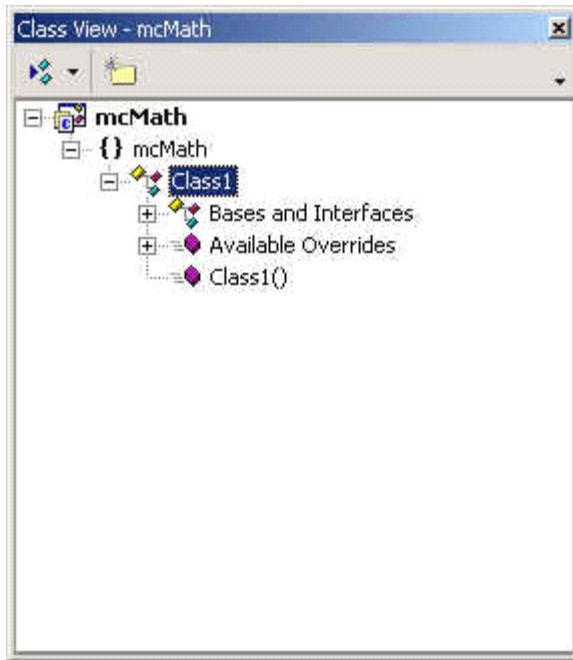 Class View - mcMath
mcMath
{} mcMath
Class1
Bases and Interfaces
Available Overrides
Class1()